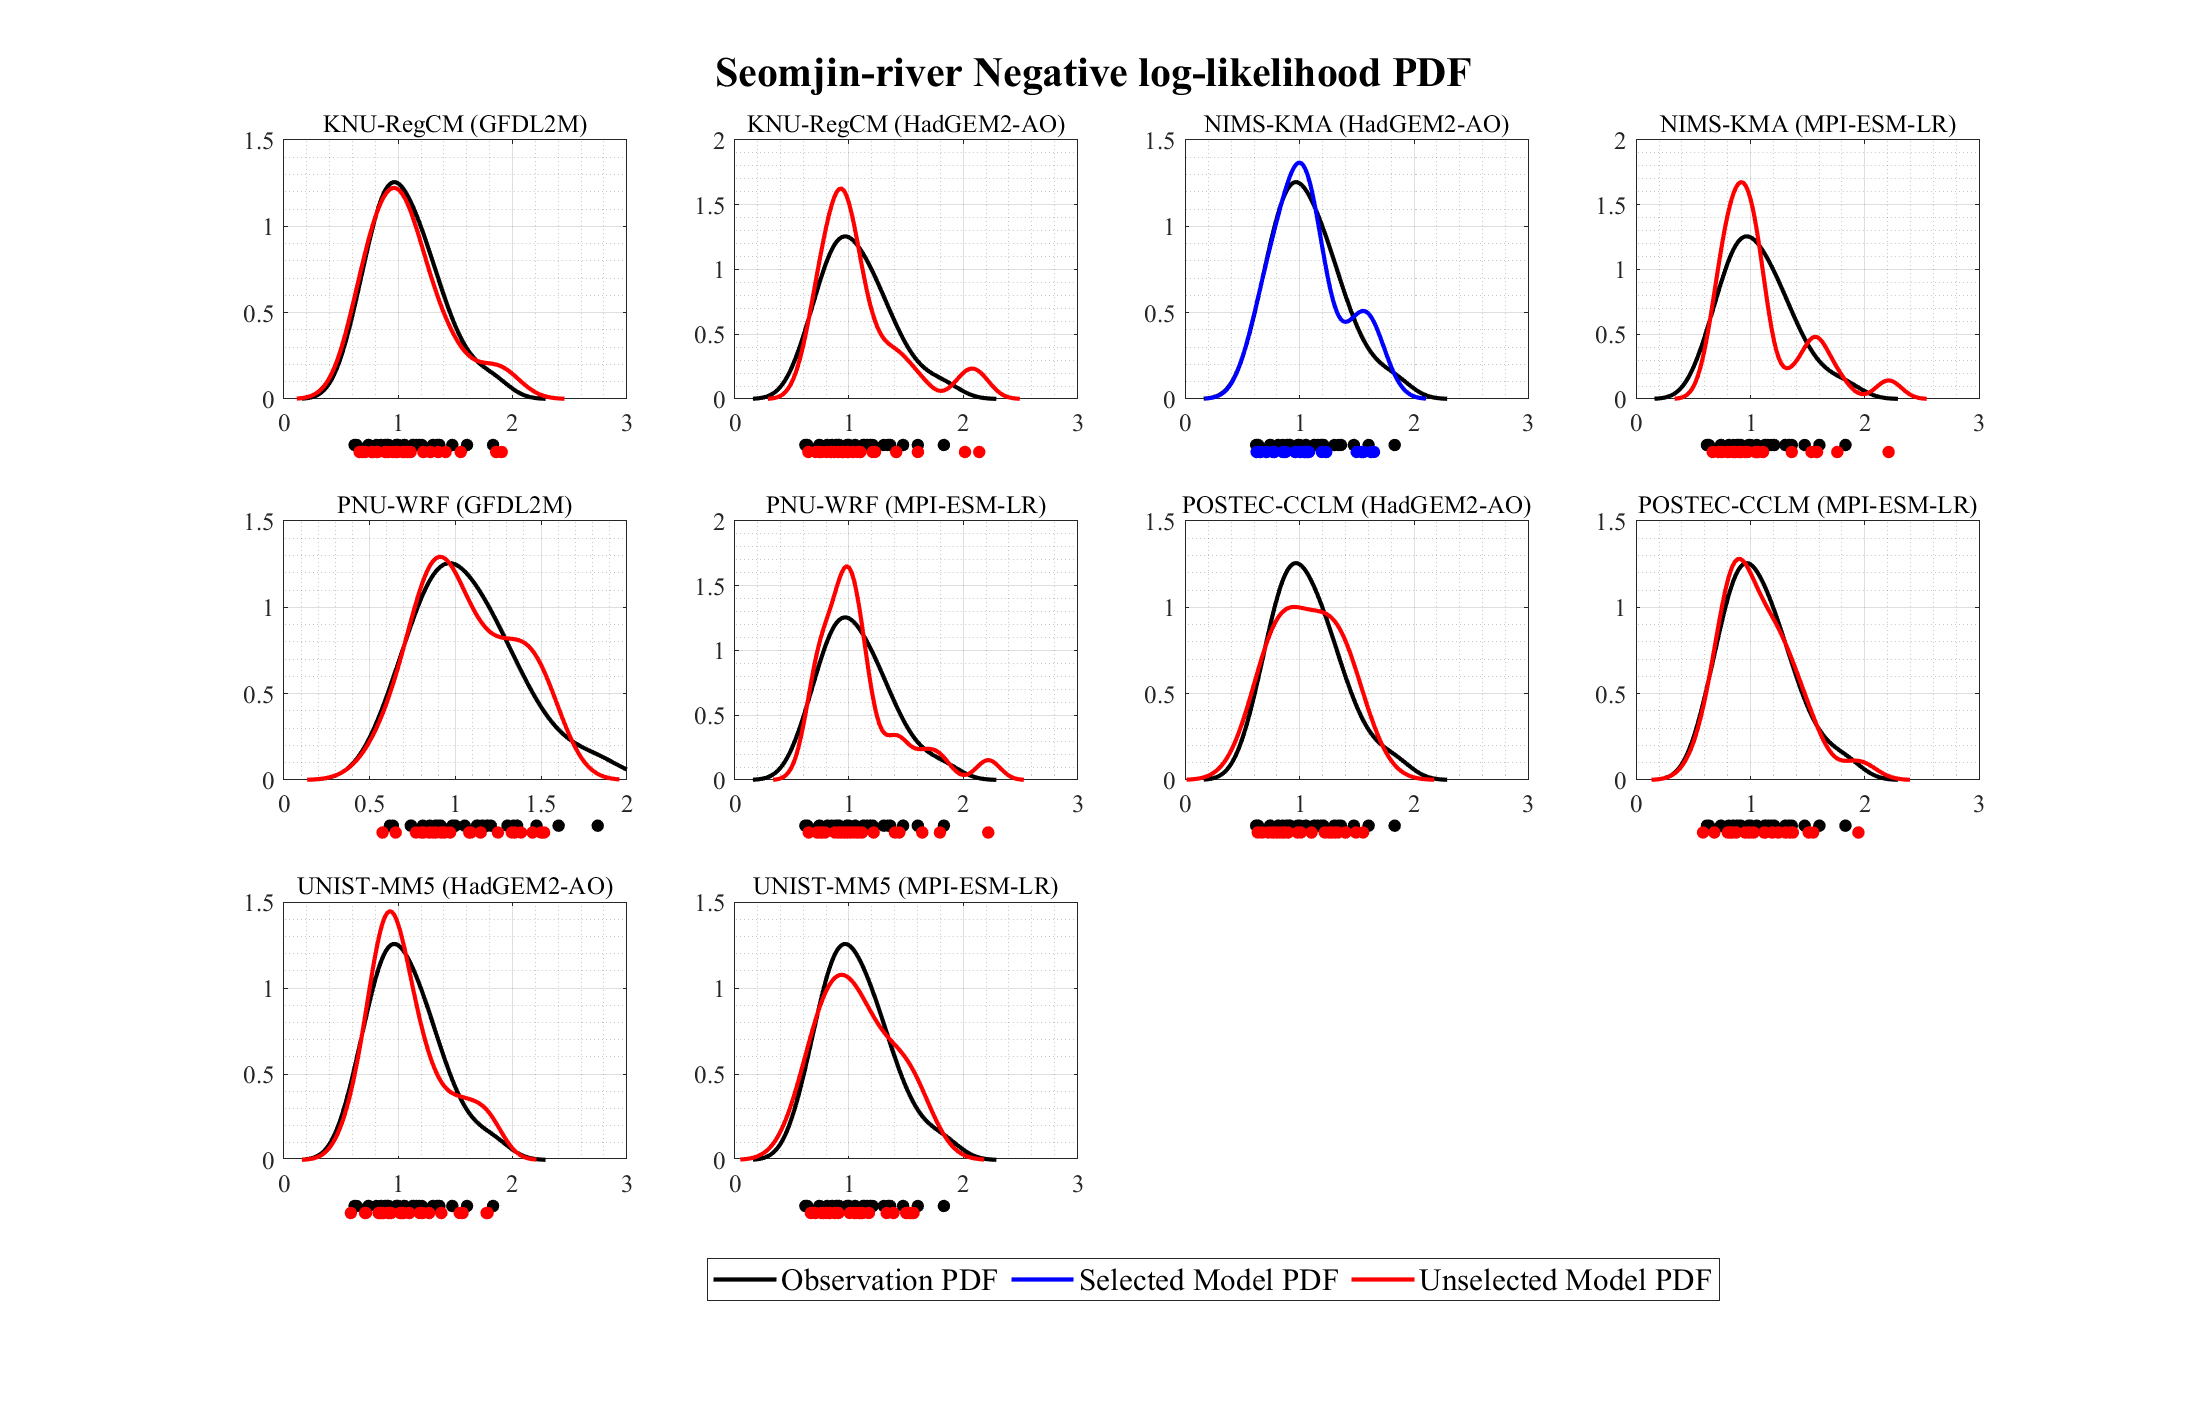 Seomjin-river Negative log-likelihood PDF
KNU-RegCM (GFDL2M)
KNU-RegCM (HadGEM2-AO)
NIMS-KMA (HadGEM2-AO)
NIMS-KMA (MPI-ESM-LR)
1.5
1
0.5
0
0 1 2 3
2
1.5
1
0.5
0
0 1 2 3
1.5
1
0.5
0
0 1 2 3
2
1.5
1
0.5
0
0 1 2 3
PNU-WRF (GFDL2M)
PNU-WRF (MPI-ESM-LR)
POSTEC-CCLM (HadGEM2-AO)
POSTEC-CCLM (MPI-ESM-LR)
1.5
1
0.5
0
0 0.5 1 1.5 2
2
1.5
1
0.5
0
0 1 2 3
1.5
1
0.5
0
0 1 2 3
1.5
1
0.5
0
0 1 2 3
UNIST-MM5 (HadGEM2-AO)
UNIST-MM5 (MPI-ESM-LR)
1.5
1
0.5
0
0 1 2 3
1.5
1
0.5
0
0 1 2 3
Observation PDF Selected Model PDF Unselected Model PDF